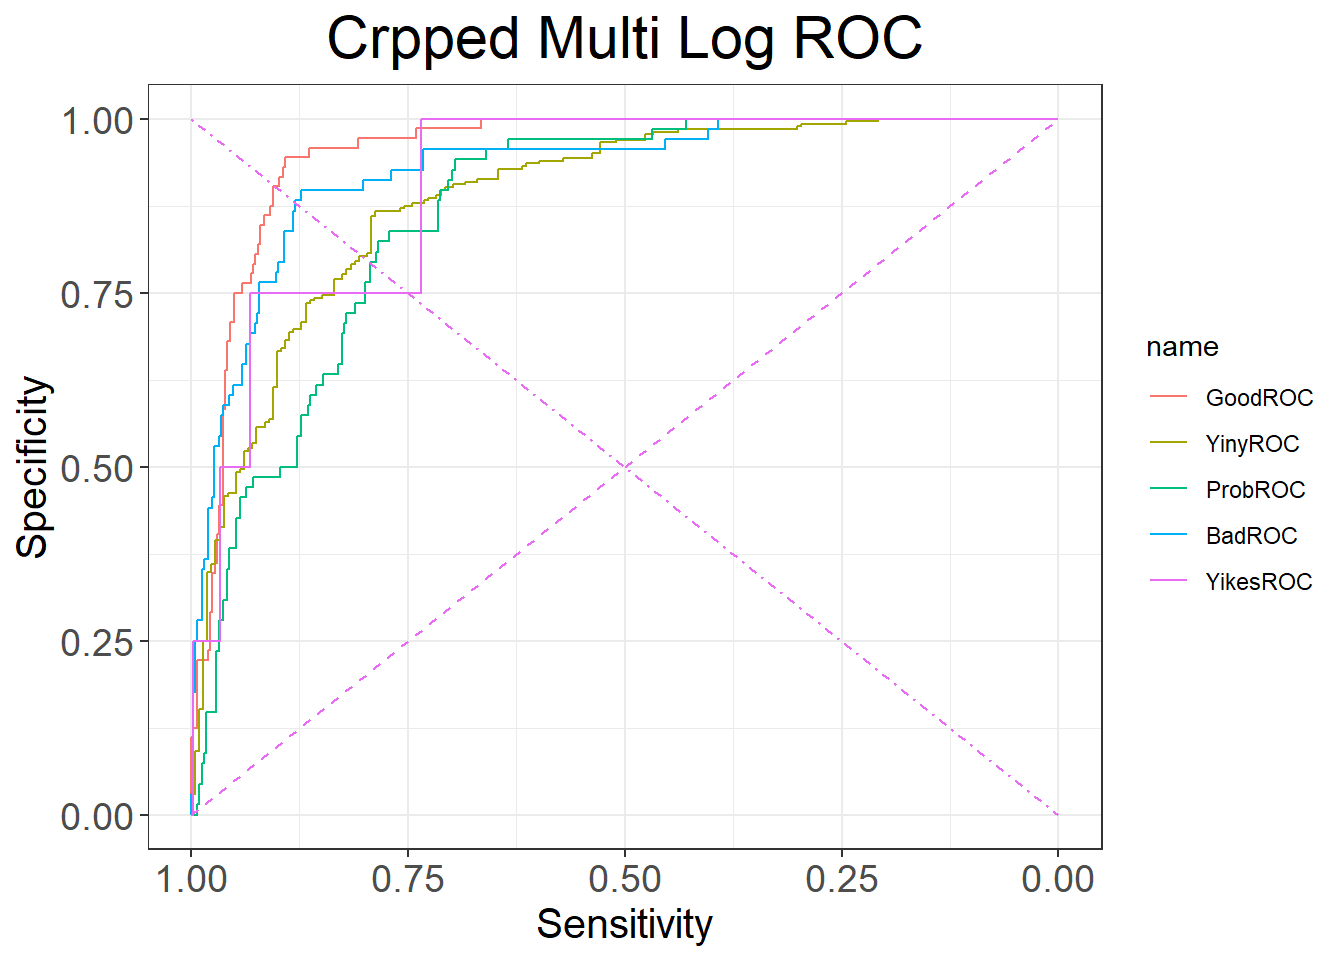 Crpped Multi Log ROC
1.00
0.75
0.50
0.25
0.00
Specificity
1.00 0.75 0.50 0.25 0.00
Sensitivity
name
GoodROC
YinyROC
ProbROC
BadROC
YikesROC